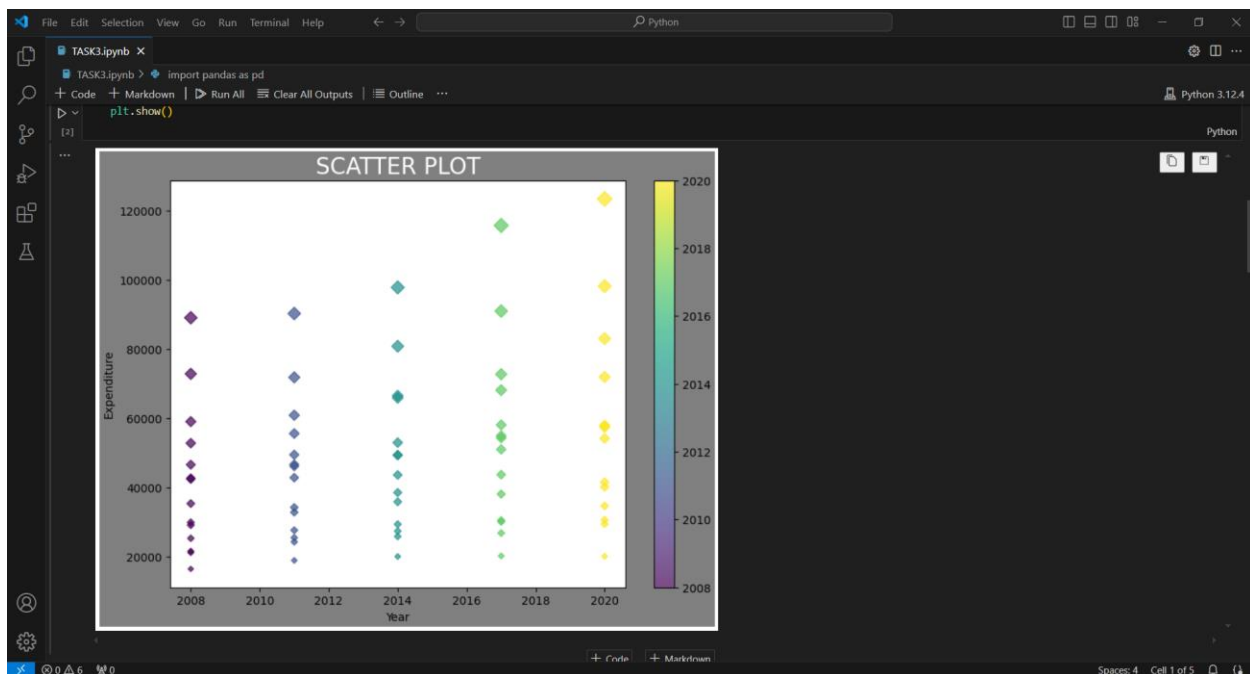 File Edit Selection View Go Run Terminal Help
Python
TASK3.ipynb
TASK3.ipynb > import pandas as pd
+ Code + Markdown | Run All Clear All Outputs | Outline ...
Python 3.12.4
plt.show()
[2]
Python
...
SCATTER PLOT
120000
100000
80000
60000
40000
20000
Expenditure
2008 2010 2012 2014 2016 2018 2020
Year
2020
2018
2016
2014
2012
2010
2008
+ Code + Markdown
0 6 0
Spaces: 4 Cell 1 of 5